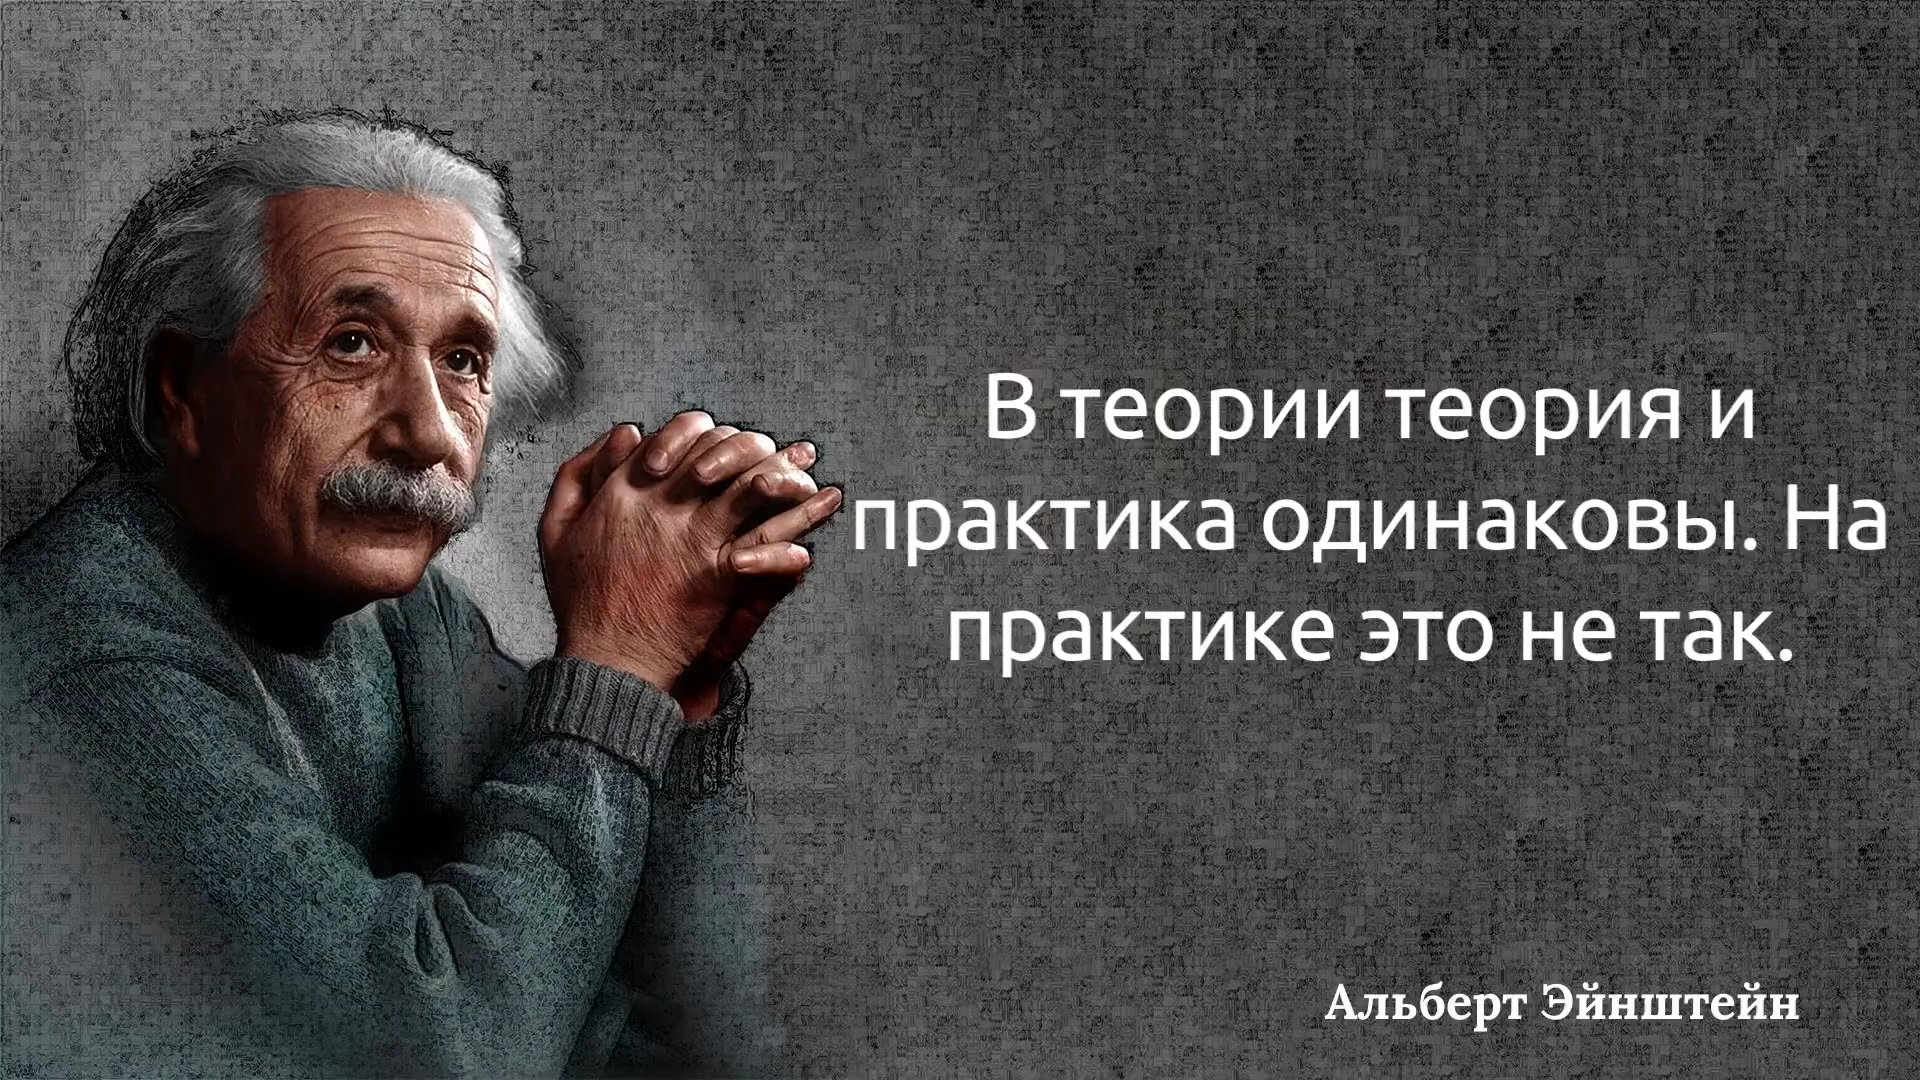 В теории теория и
практика одинаковы. На
практике это не так.
Альберт Эйнштейн